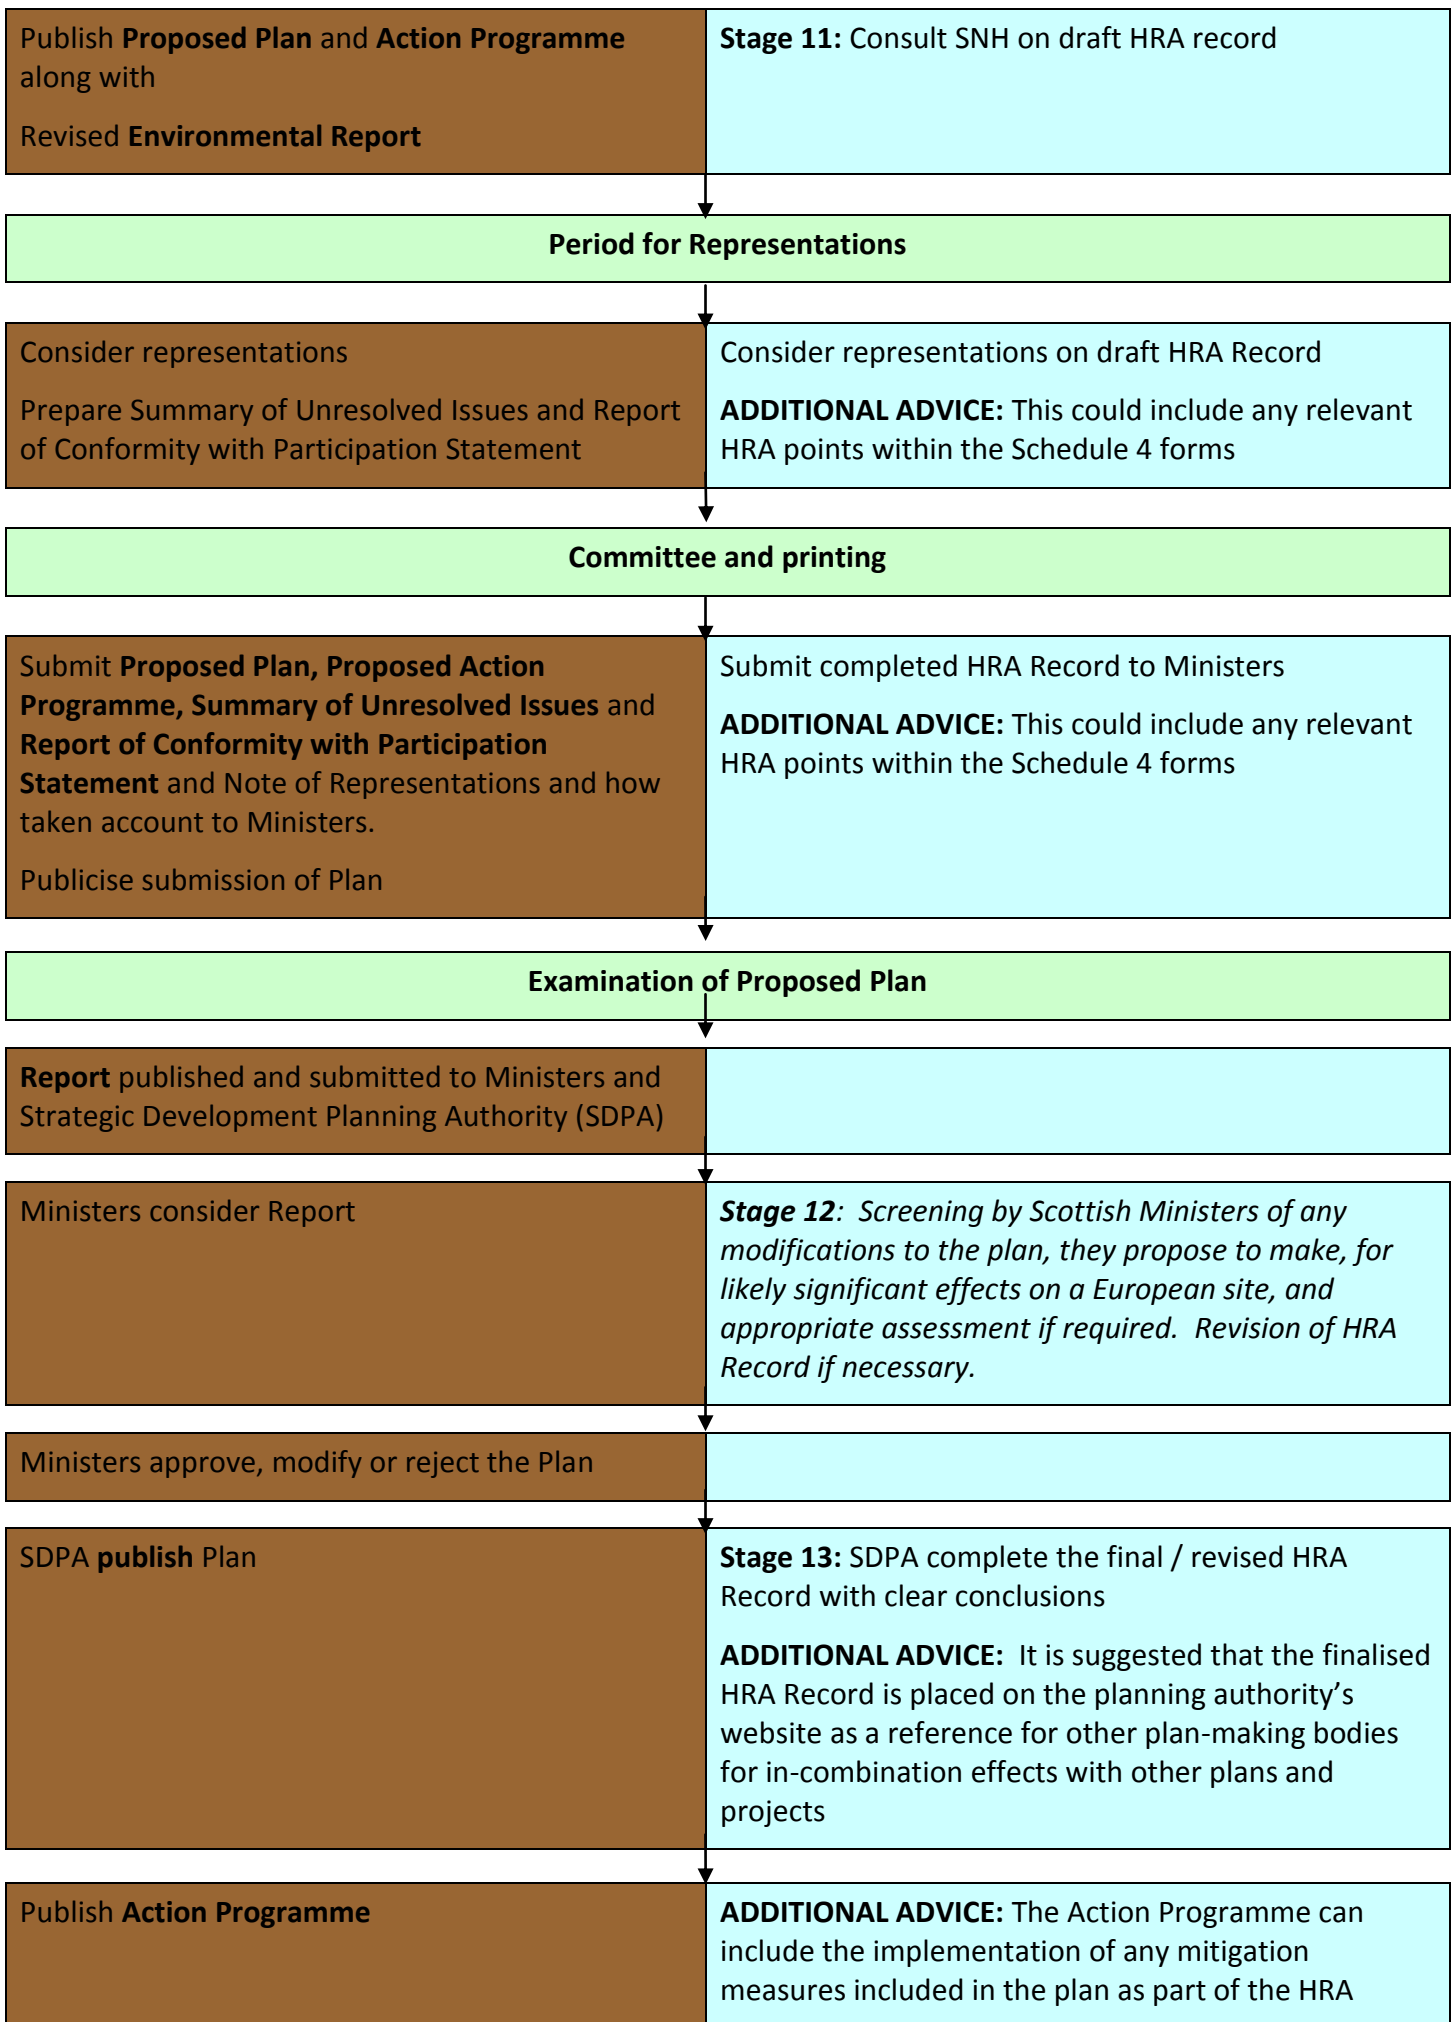 Publish Proposed Plan and Action Programme
along with
Revised Environmental Report
Stage 11: Consult SNH on draft HRA record
Period for Representations
Consider representations
Prepare Summary of Unresolved Issues and Report
of Conformity with Participation Statement
Consider representations on draft HRA Record
ADDITIONAL ADVICE: This could include any relevant
HRA points within the Schedule 4 forms
Committee and printing
Submit Proposed Plan, Proposed Action
Programme, Summary of Unresolved Issues and
Report of Conformity with Participation
Statement and Note of Representations and how
taken account to Ministers.
Publicise submission of Plan
Submit completed HRA Record to Ministers
ADDITIONAL ADVICE: This could include any relevant
HRA points within the Schedule 4 forms
Examination of Proposed Plan
Report published and submitted to Ministers and
Strategic Development Planning Authority (SDPA)
Ministers consider Report
Stage 12: Screening by Scottish Ministers of any
modifications to the plan, they propose to make, for
likely significant effects on a European site, and
appropriate assessment if required. Revision of HRA
Record if necessary.
Ministers approve, modify or reject the Plan
SDPA publish Plan
Stage 13: SDPA complete the final / revised HRA
Record with clear conclusions
ADDITIONAL ADVICE: It is suggested that the finalised
HRA Record is placed on the planning authority’s
website as a reference for other plan-making bodies
for in-combination effects with other plans and
projects
Publish Action Programme
ADDITIONAL ADVICE: The Action Programme can
include the implementation of any mitigation
measures included in the plan as part of the HRA